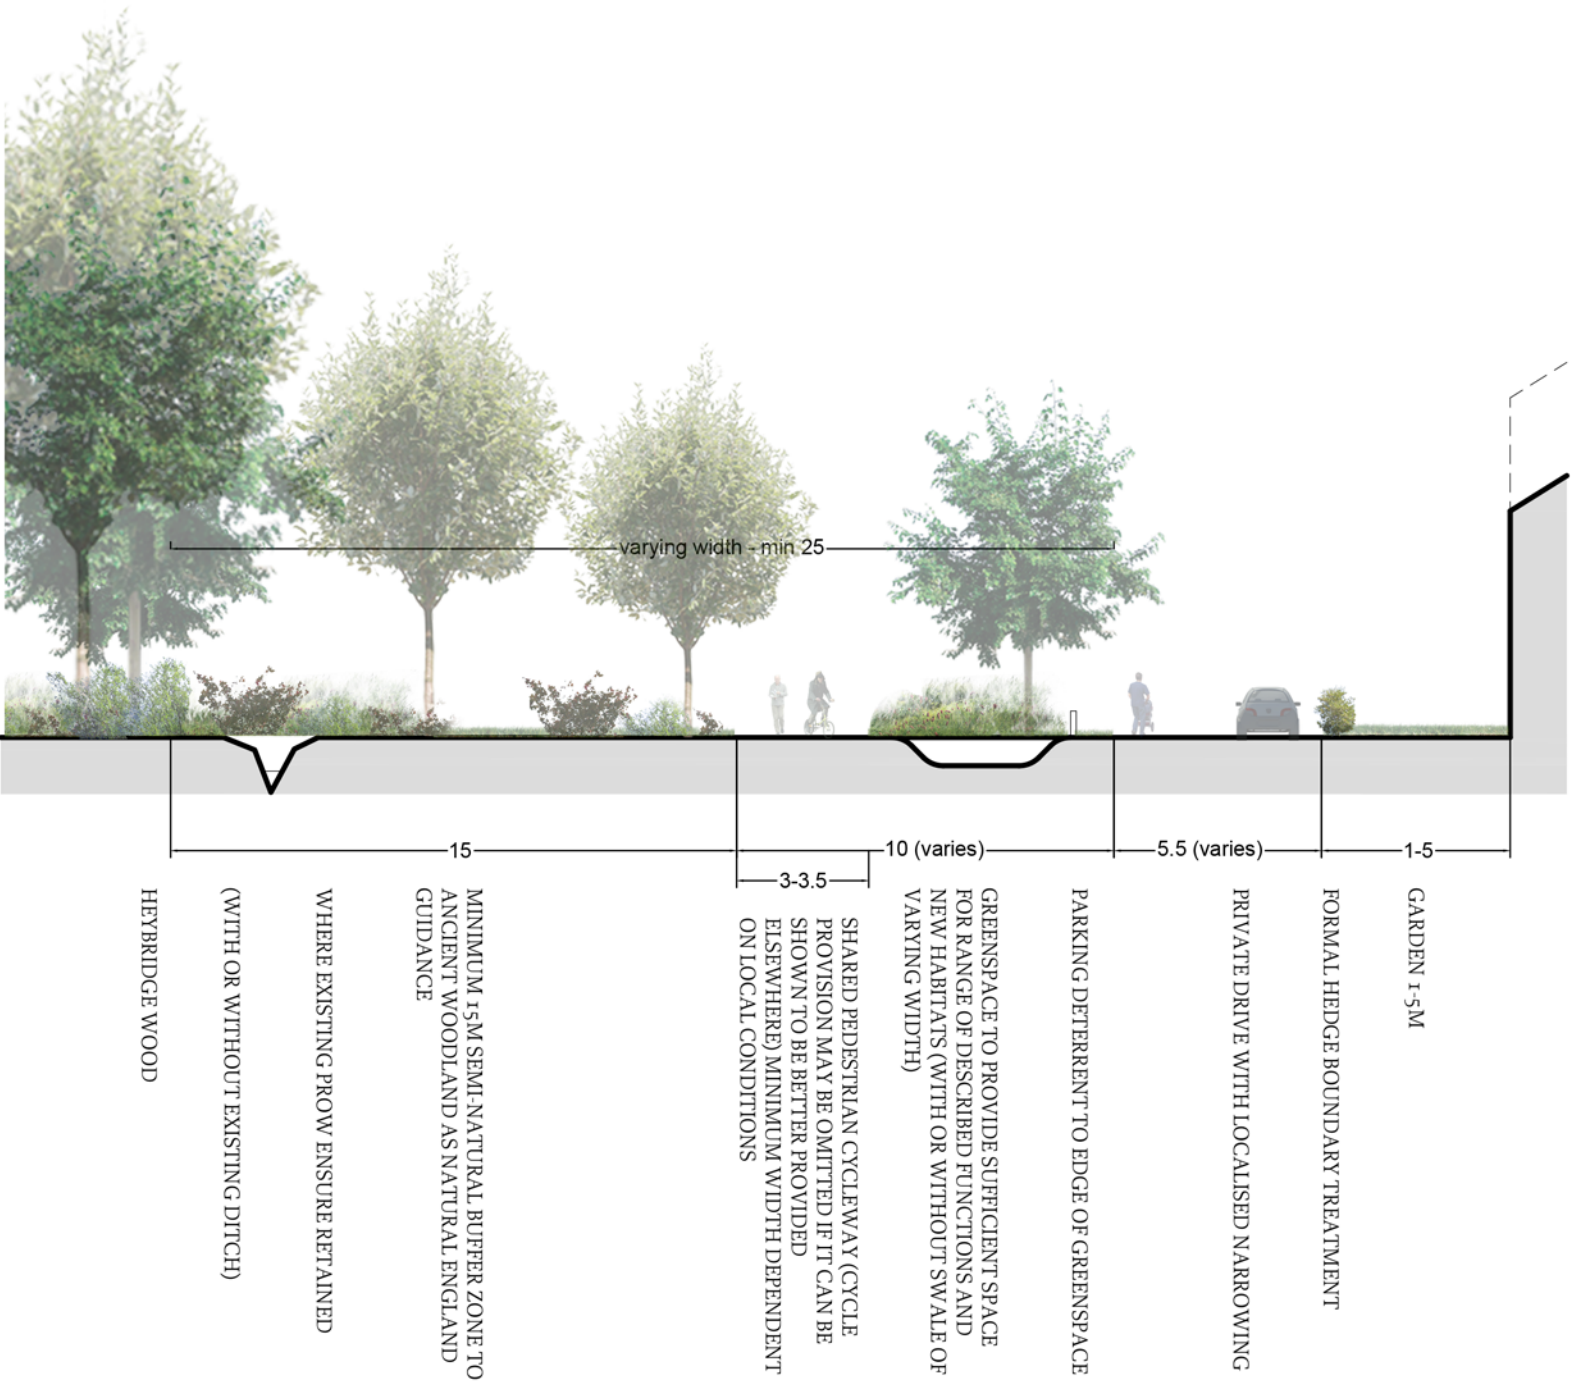 varying width - min 25
15
10 (varies)
5.5 (varies)
1-5
3-3.5
HEYBRIDGE WOOD
(WITH OR WITHOUT EXISTING DITCH)
WHERE EXISTING PROW ENSURE RETAINED
MINIMUM 15M SEMI-NATURAL BUFFER ZONE TO
ANCIENT WOODLAND AS NATURAL ENGLAND
GUIDANCE
SHARED PEDESTRIAN CYCLEWAY (CYCLE
PROVISION MAY BE OMITTED IF IT CAN BE
SHOWN TO BE BETTER PROVIDED
ELSEWHERE) MINIMUM WIDTH DEPENDENT
ON LOCAL CONDITIONS
GREENSPACE TO PROVIDE SUFFICIENT SPACE
FOR RANGE OF DESCRIBED FUNCTIONS AND
NEW HABITATS (WITH OR WITHOUT SWALE OF
VARYING WIDTH)
PARKING DETERRENT TO EDGE OF GREENSPACE
PRIVATE DRIVE WITH LOCALISED NARROWING
FORMAL HEDGE BOUNDARY TREATMENT
GARDEN 1-5M